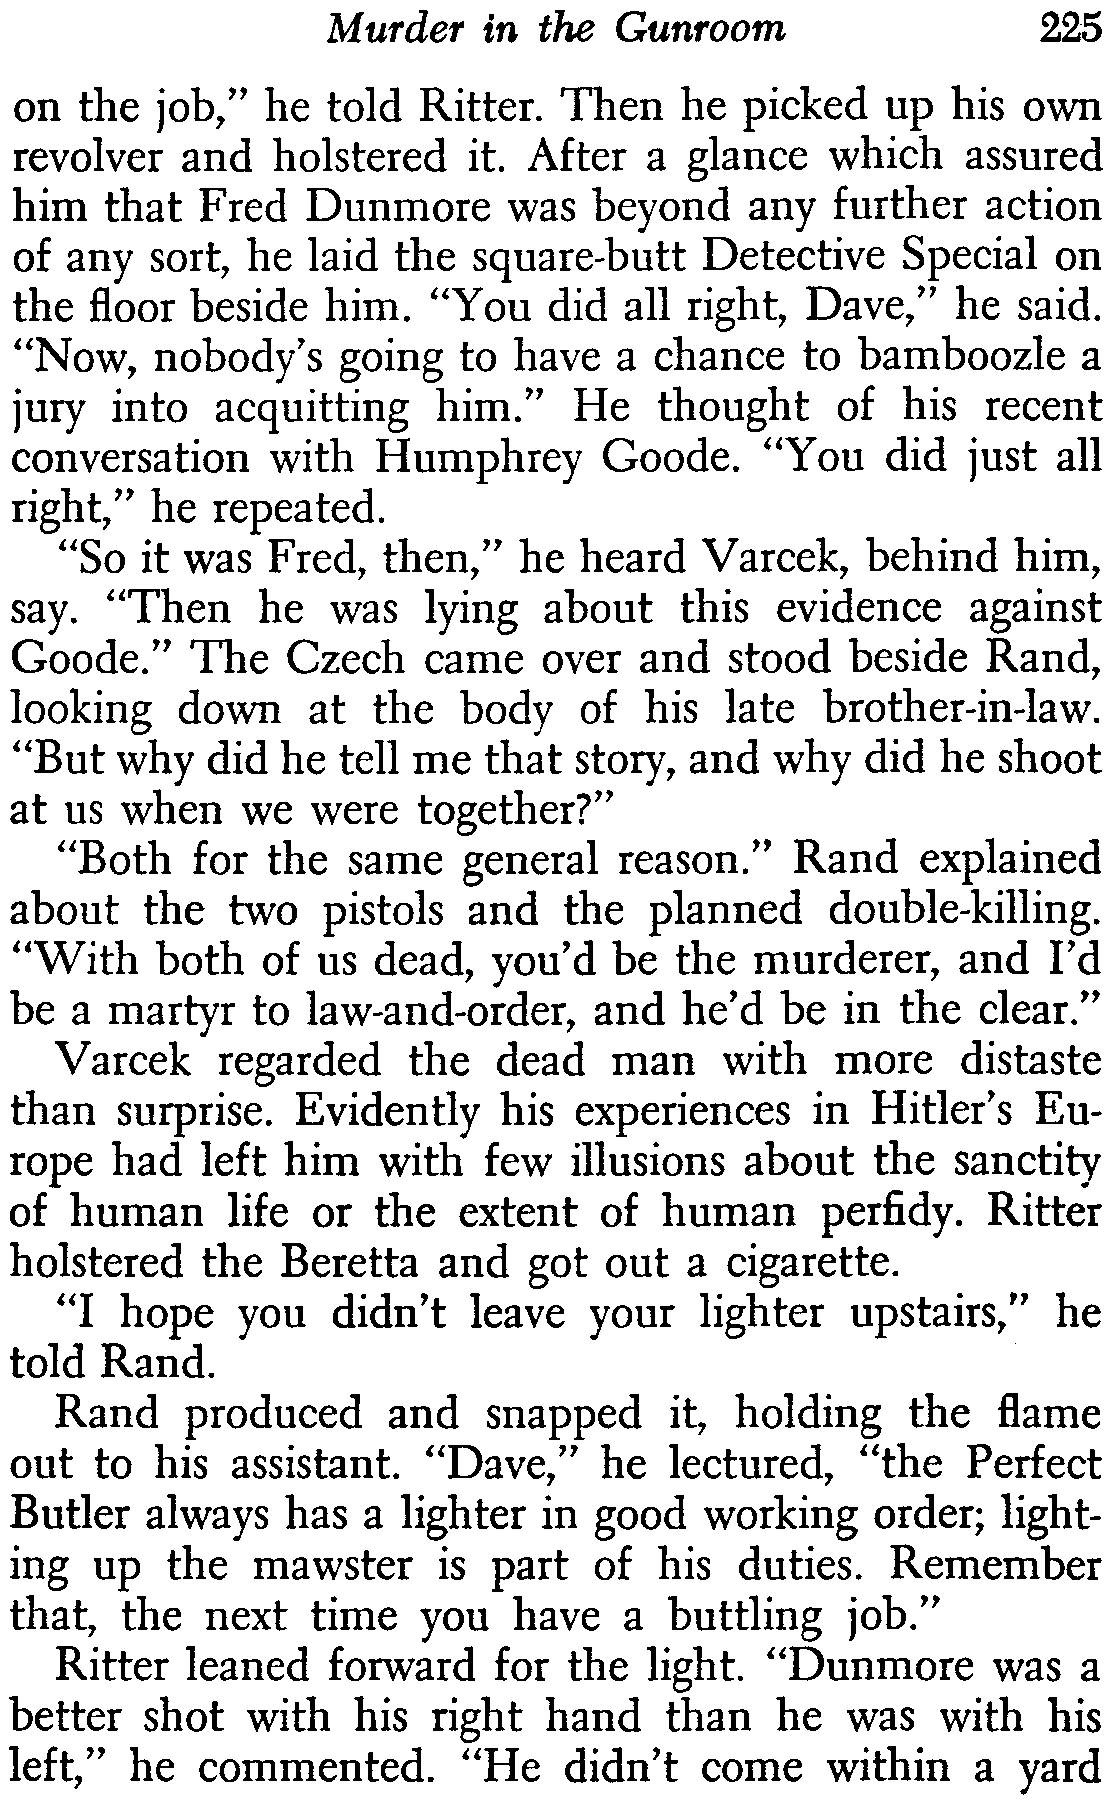 Murder in the Gunroom 225
on the job,” he told Ritter. Then he picked up his own
revolver and holstered it. After a glance which assured
him that Fred Dunmore was beyond any further action
of any sort, he laid the square-butt Detective Special on
the floor beside him. “You did all right, Dave,” he said.
“Now, nobody’s going to have a chance to bamboozle a
jury into acquitting him.” He thought of his recent
conversation with Humphrey Goode. “You did just all
right,” he repeated.
“So it was Fred, then,” he heard Varcek, behind him,
say. “Then he was lying about this evidence against
Goode.” The Czech came over and stood beside Rand,
looking down at the body of his late brother-in-law.
“But why did he tell me that story, and why did he shoot
at us when we were together?”
“Both for the same general reason.” Rand explained
about the two pistols and the planned double-killing.
“With both of us dead, you’d be the murderer, and I’d
be a martyr to law-and-order, and he’d be in the clear.”
Varcek regarded the dead man with more distaste
than surprise. Evidently his experiences in Hitler’s Eu-
rope had left him with few illusions about the sanctity
of human life or the extent of human perfidy. Ritter
holstered the Beretta and got out a cigarette.
“I hope you didn’t leave your lighter upstairs,” he
told Rand.
Rand produced and snapped it, holding the flame
out to his assistant. “Dave,” he lectured, “the Perfect
Butler always has a lighter in good working order; light-
ing up the mawster is part of his duties. Remember
that, the next time you have a buttling job.”
Ritter leaned forward for the light. “Dunmore was a
better shot with his right hand than he was with his
left,” he commented. “He didn’t come within a yard